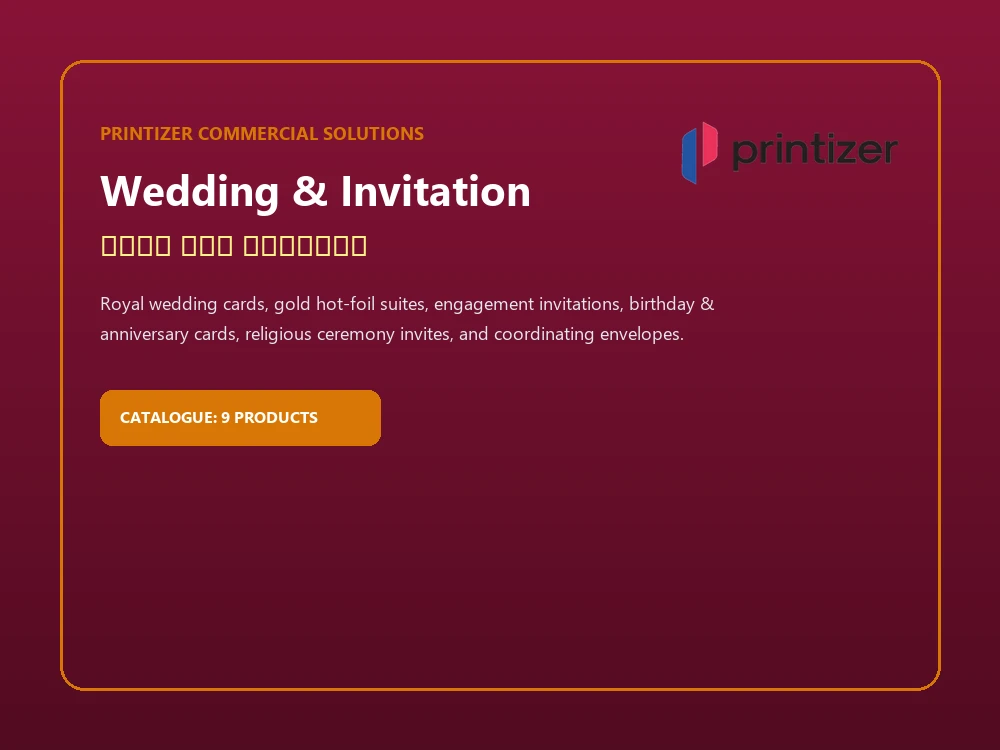 PRINTIZER COMMERCIAL SOLUTIONS
printizer
Wedding & Invitation
Royal wedding cards, gold hot-foil suites, engagement invitations, birthday &
anniversary cards, religious ceremony invites, and coordinating envelopes.
CATALOGUE: 9 PRODUCTS